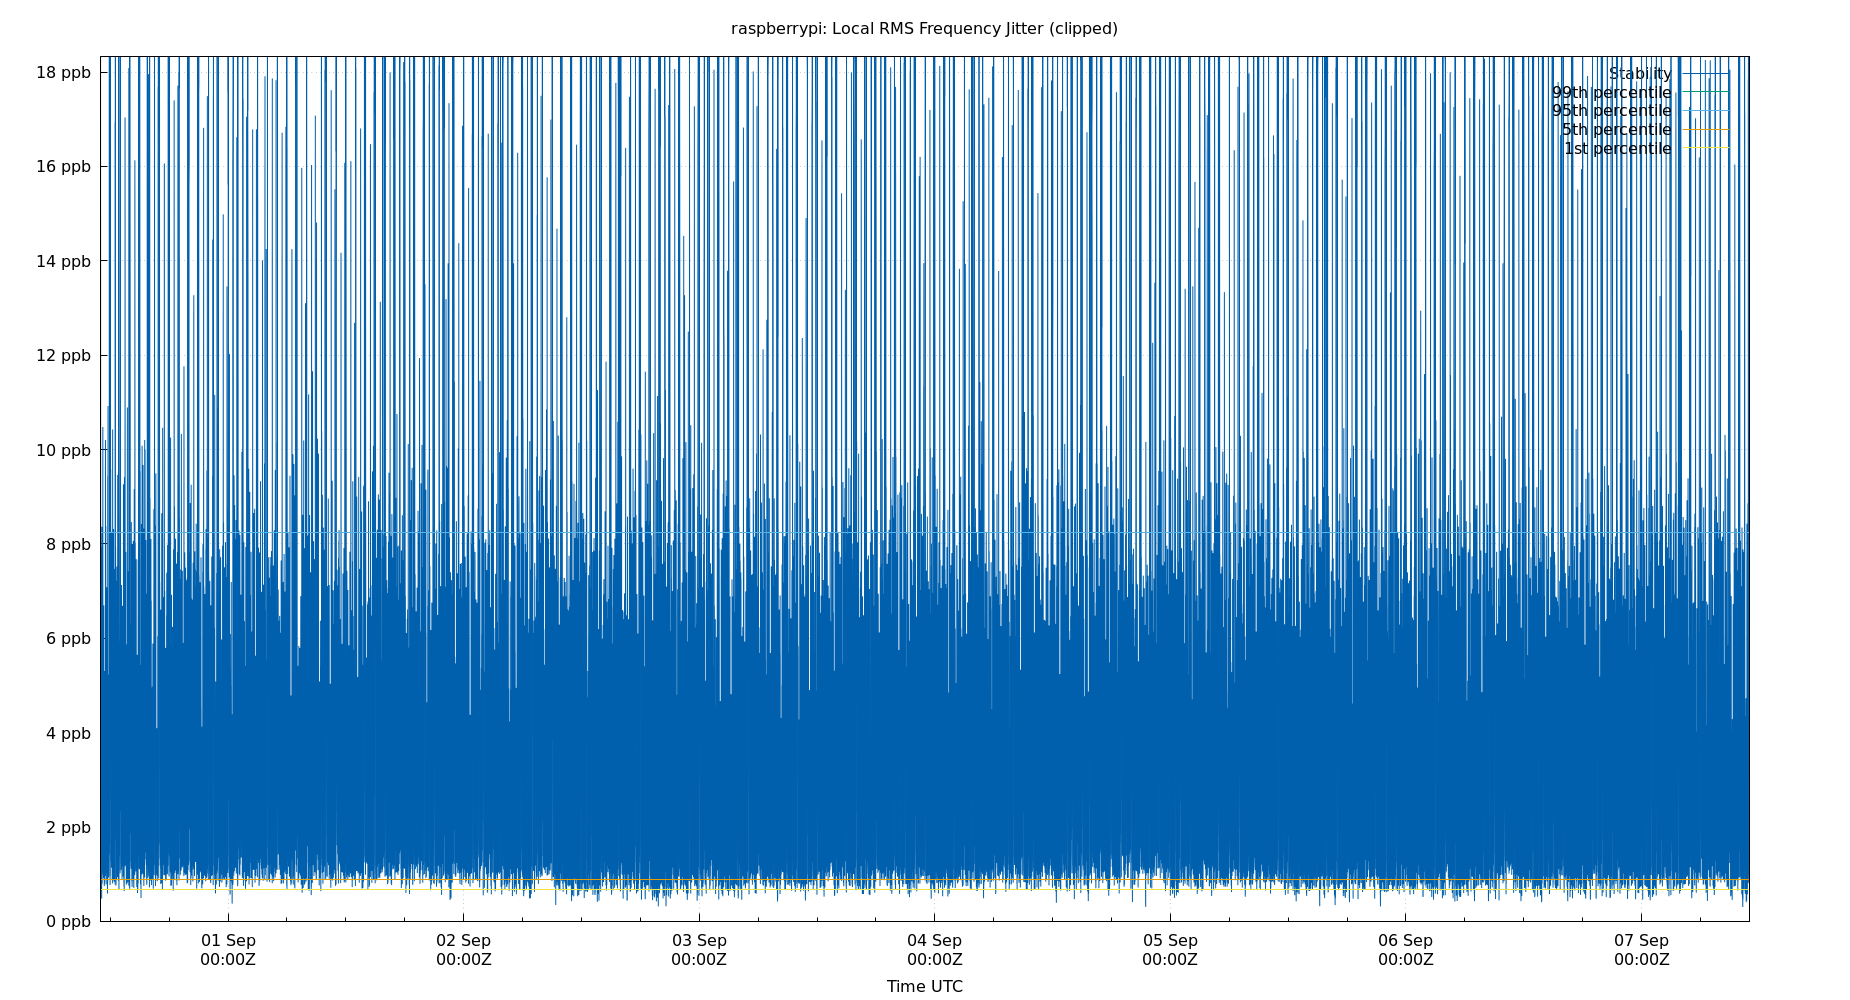 raspberrypi: Local RMS Frequency Jitter (clipped)
18 ppb
16 ppb
14 ppb
12 ppb
10 ppb
8 ppb
6 ppb
4 ppb
2 ppb
0 ppb
Stability
99th percentile
95th percentile
5th percentile
1st percentile
01 Sep 02 Sep 03 Sep 04 Sep 05 Sep 06 Sep 07 Sep
00:00Z 00:00Z 00:00Z 00:00Z 00:00Z 00:00Z 00:00Z
Time UTC